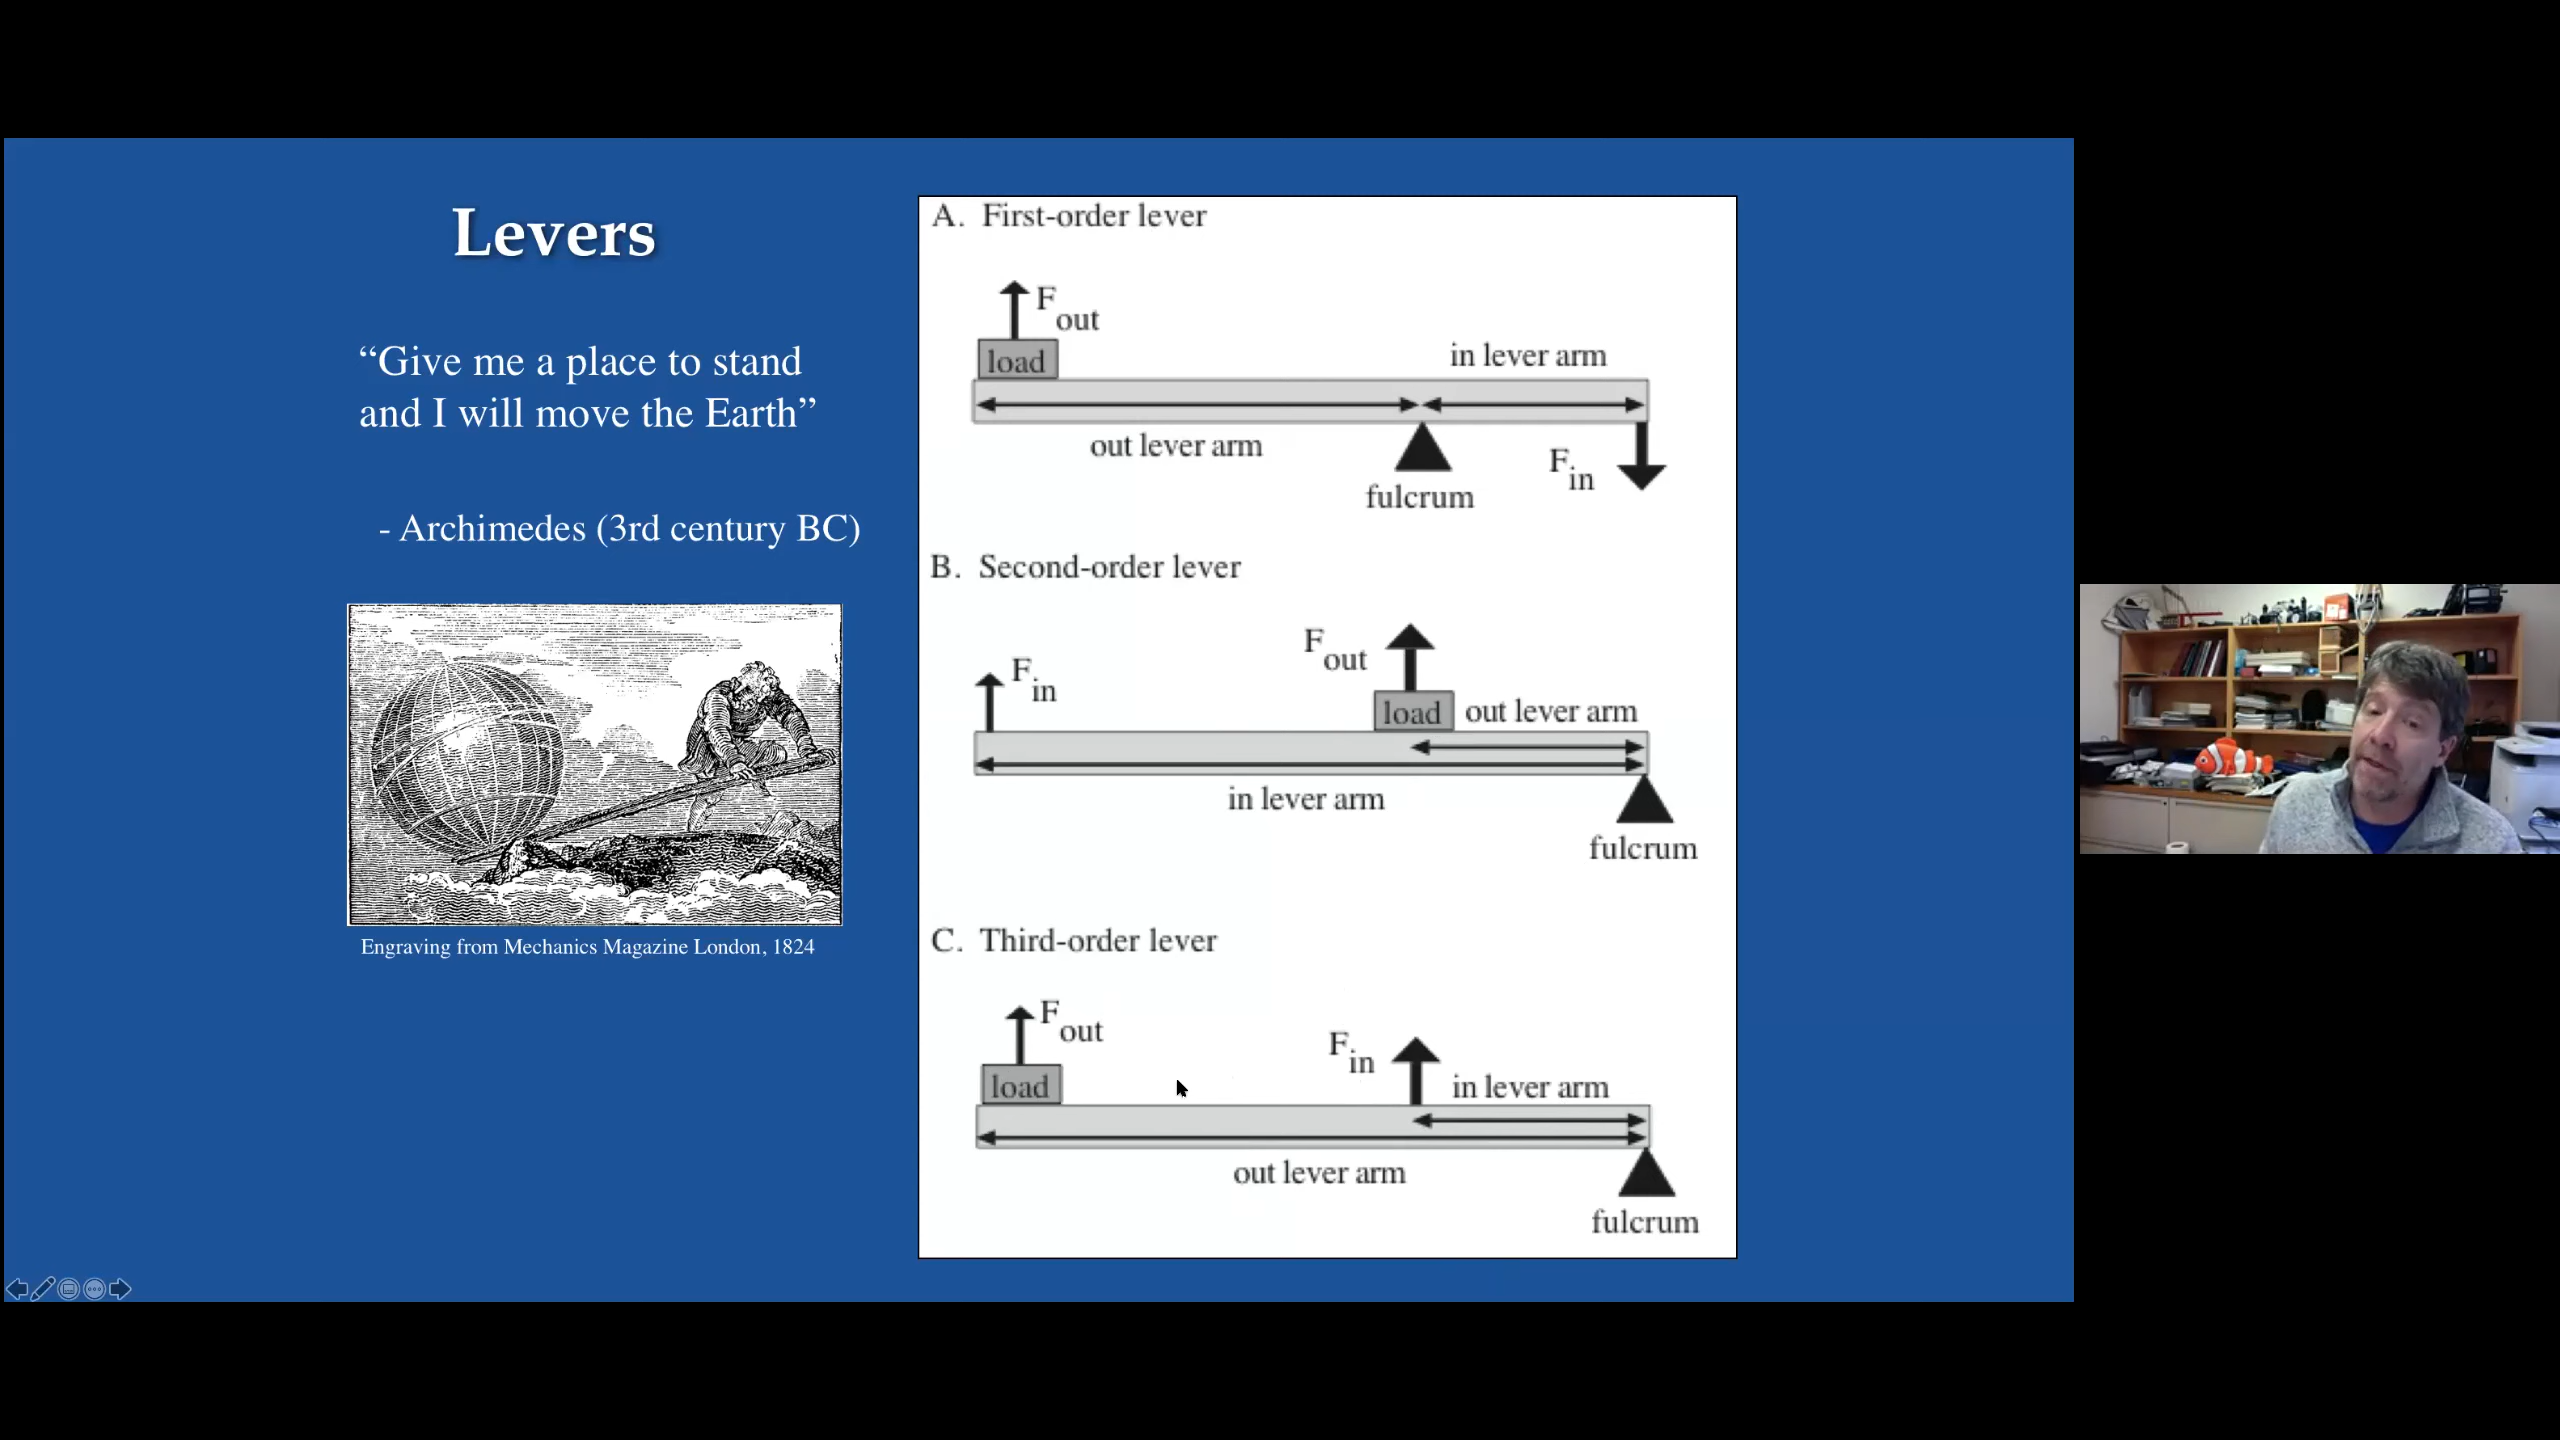 Levers
“Give me a place to stand
and I will move the Earth”
- Archimedes (3rd century BC)
Engraving from Mechanics Magazine London, 1824
A. First-order lever
F out
load
in lever arm
out lever arm
F in
fulcrum
B. Second-order lever
F out
F in
load
out lever arm
in lever arm
fulcrum
C. Third-order lever
F out
F in
load
in lever arm
out lever arm
fulcrum